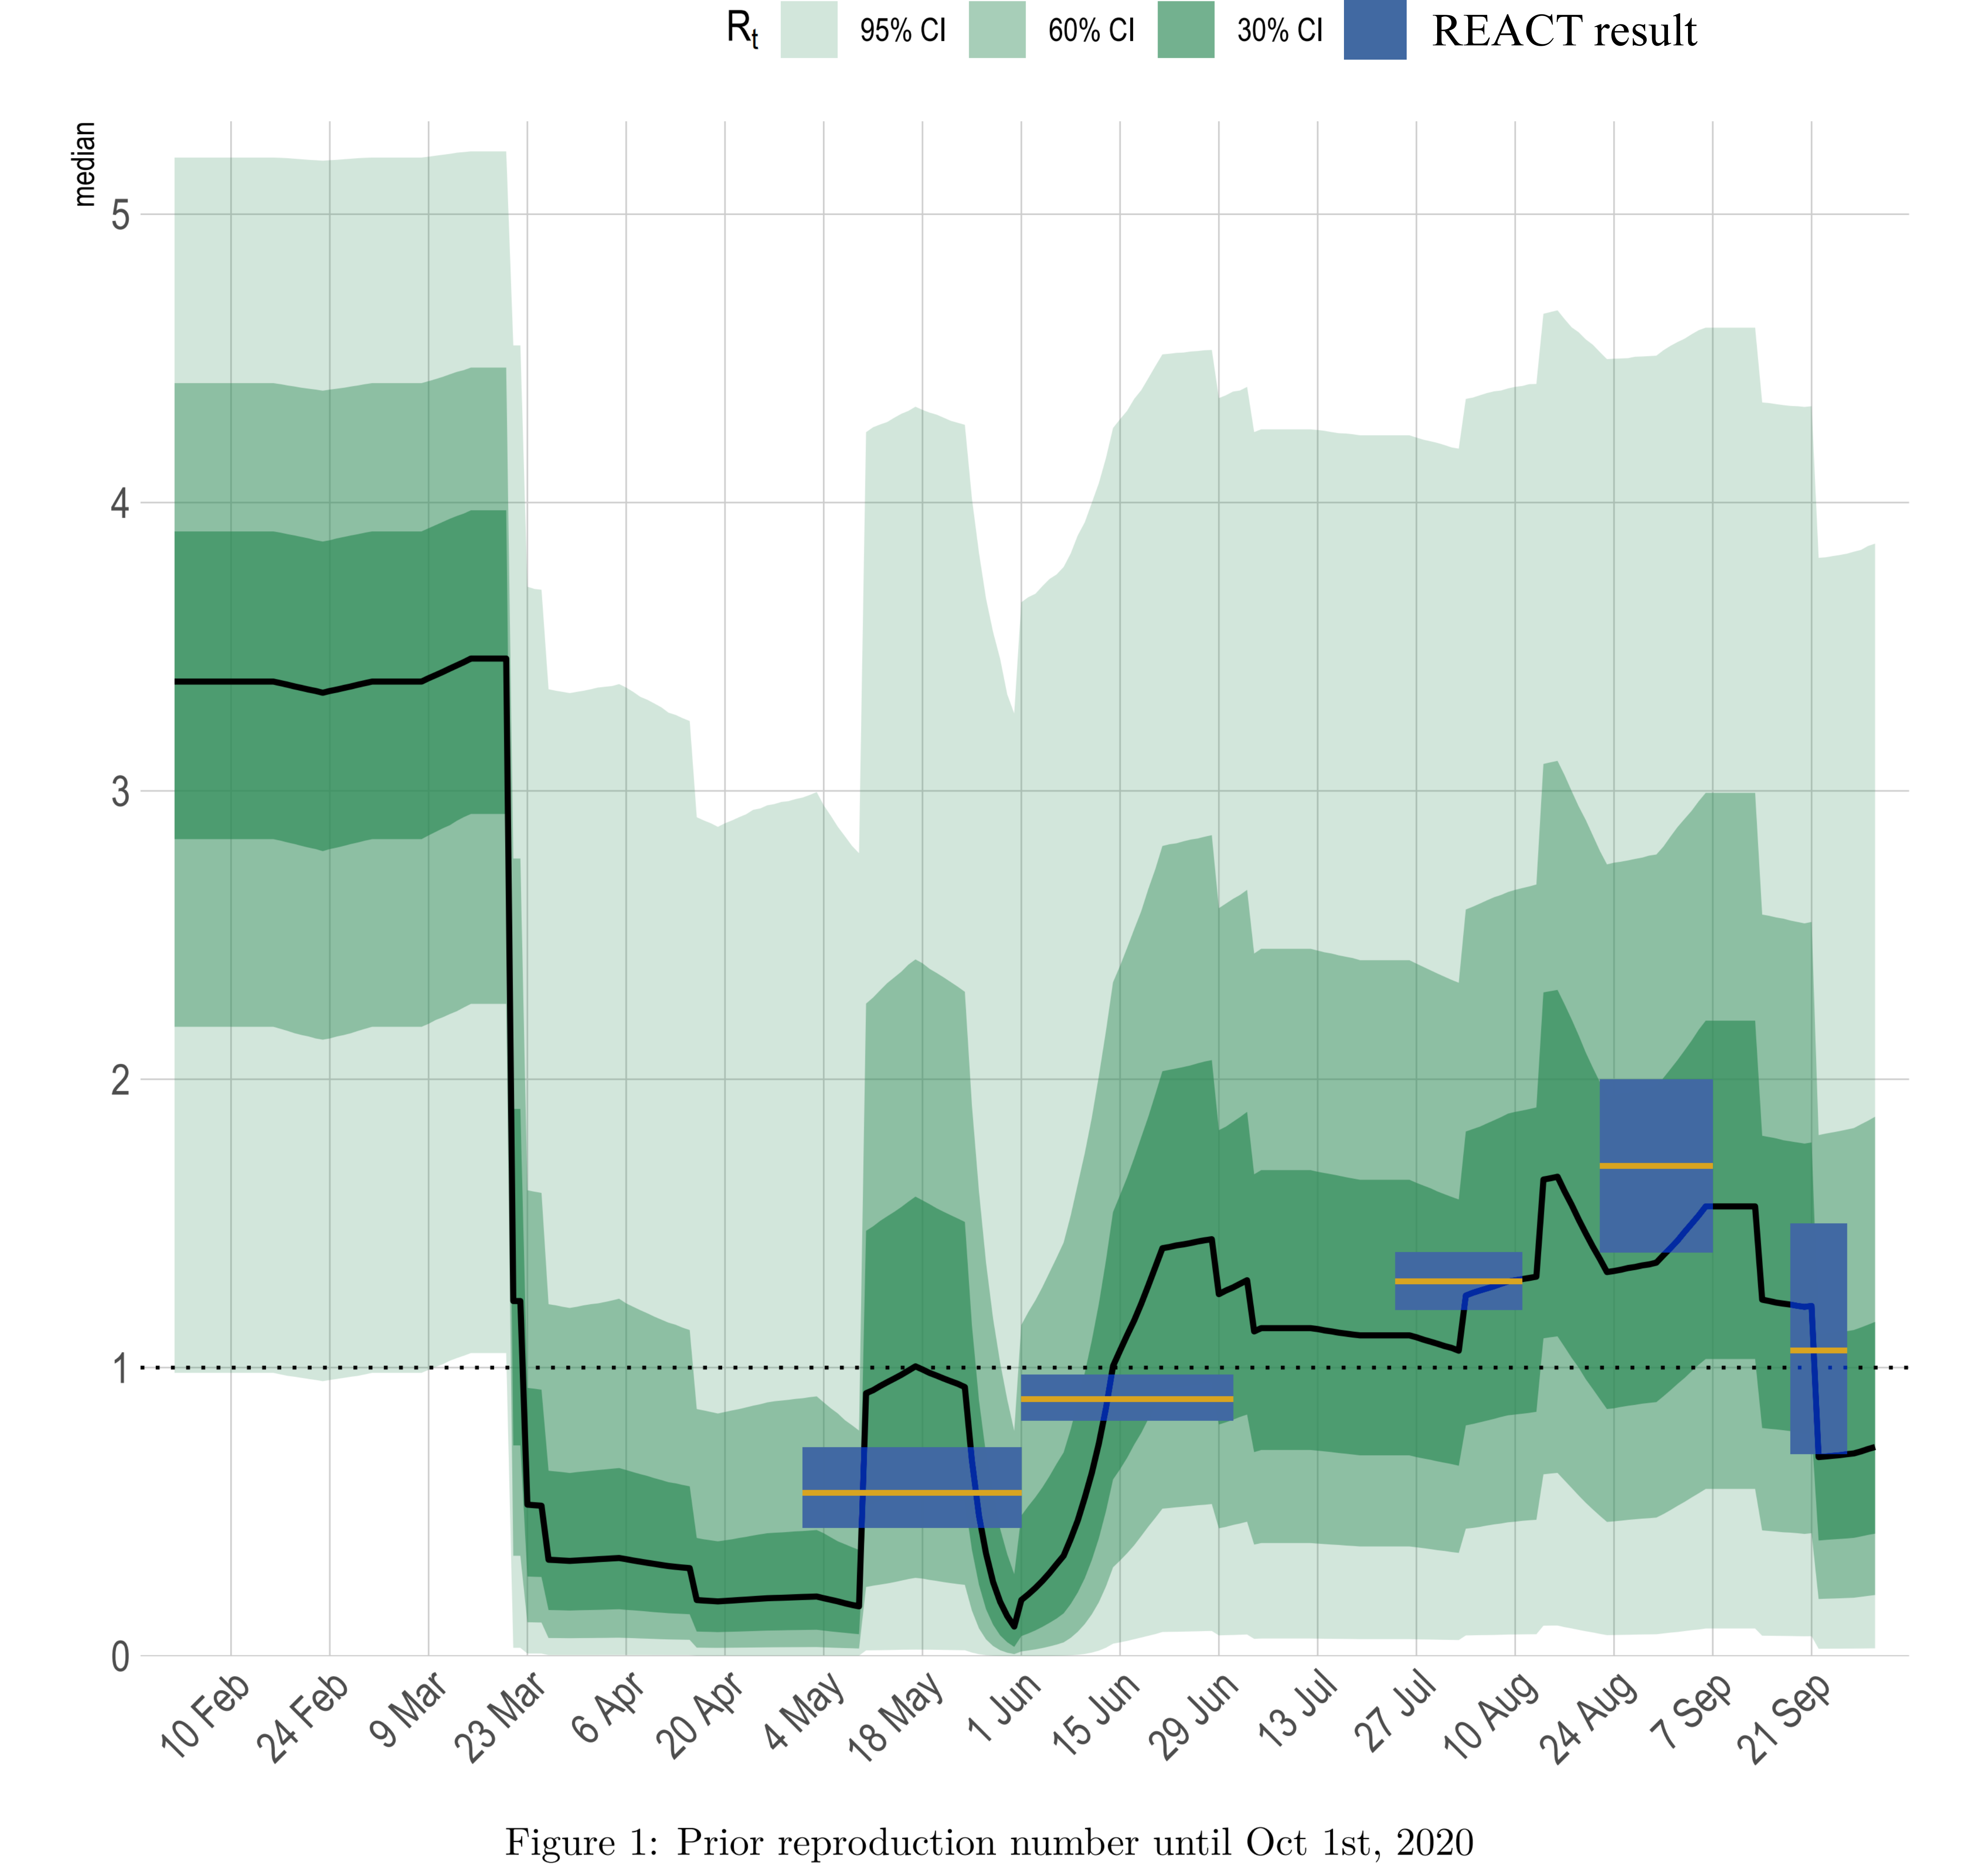 Rt 95% CI 60% CI 30% CI REACT result
median
5
4
3
2
1
0
10 Feb 24 Feb 9 Mar 23 Mar 6 Apr 20 Apr 4 May 18 May 1 Jun 15 Jun 29 Jun 13 Jul 27 Jul 10 Aug 24 Aug 7 Sep 21 Sep
Figure 1: Prior reproduction number until Oct 1st, 2020